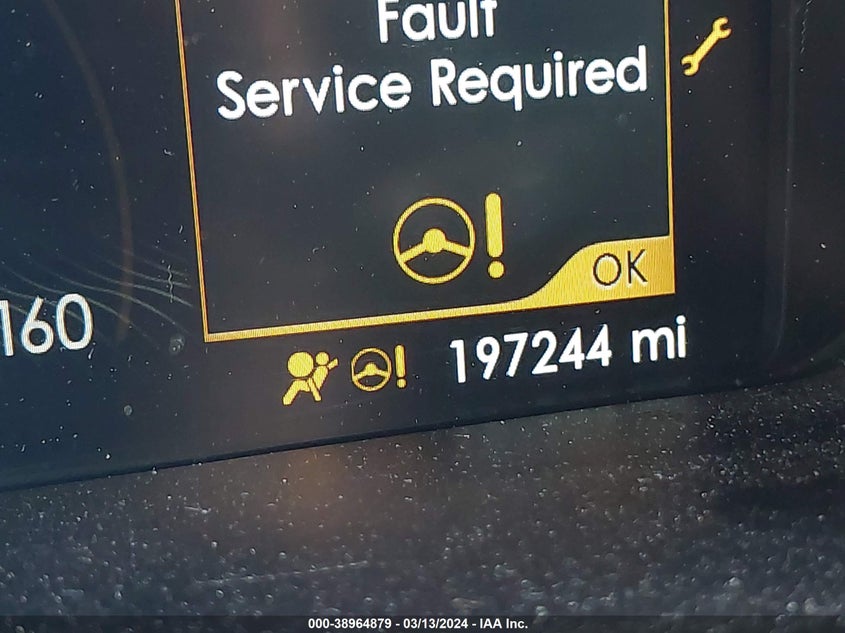 Fault
Service Required
OK
160
197244 mi
000-38964879 - 03/13/2024 - IAA Inc.